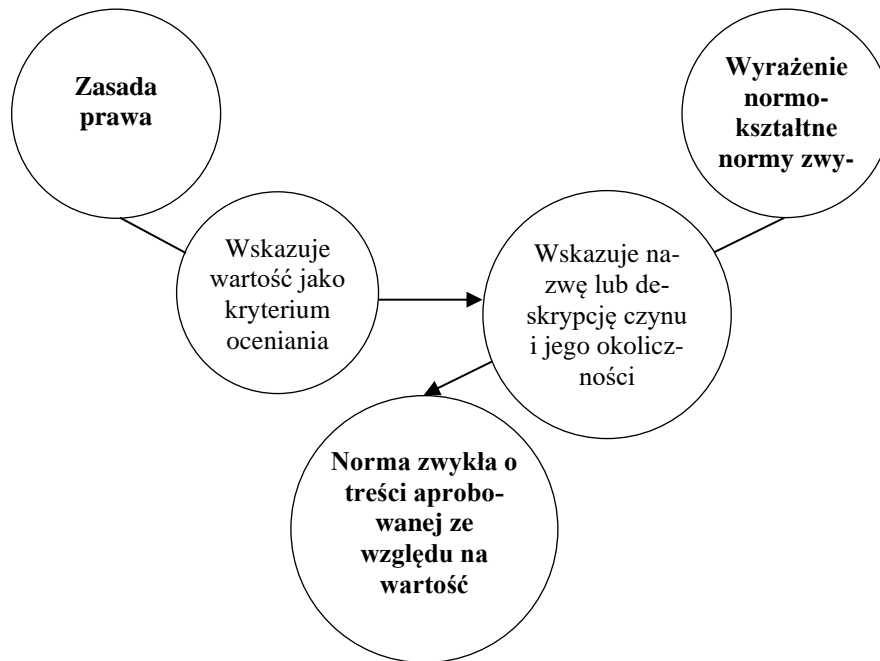 Zasada
prawa
Wyrażenie
normo-
kształtne
normy zwy-
Wskazuje
wartość jako
kryterium
oceniania
Wskazuje na-
zwę lub de-
skrypcję czynu
i jego okolicz-
ności
Norma zwykła o
treści aprobo-
wanej ze
względu na
wartość